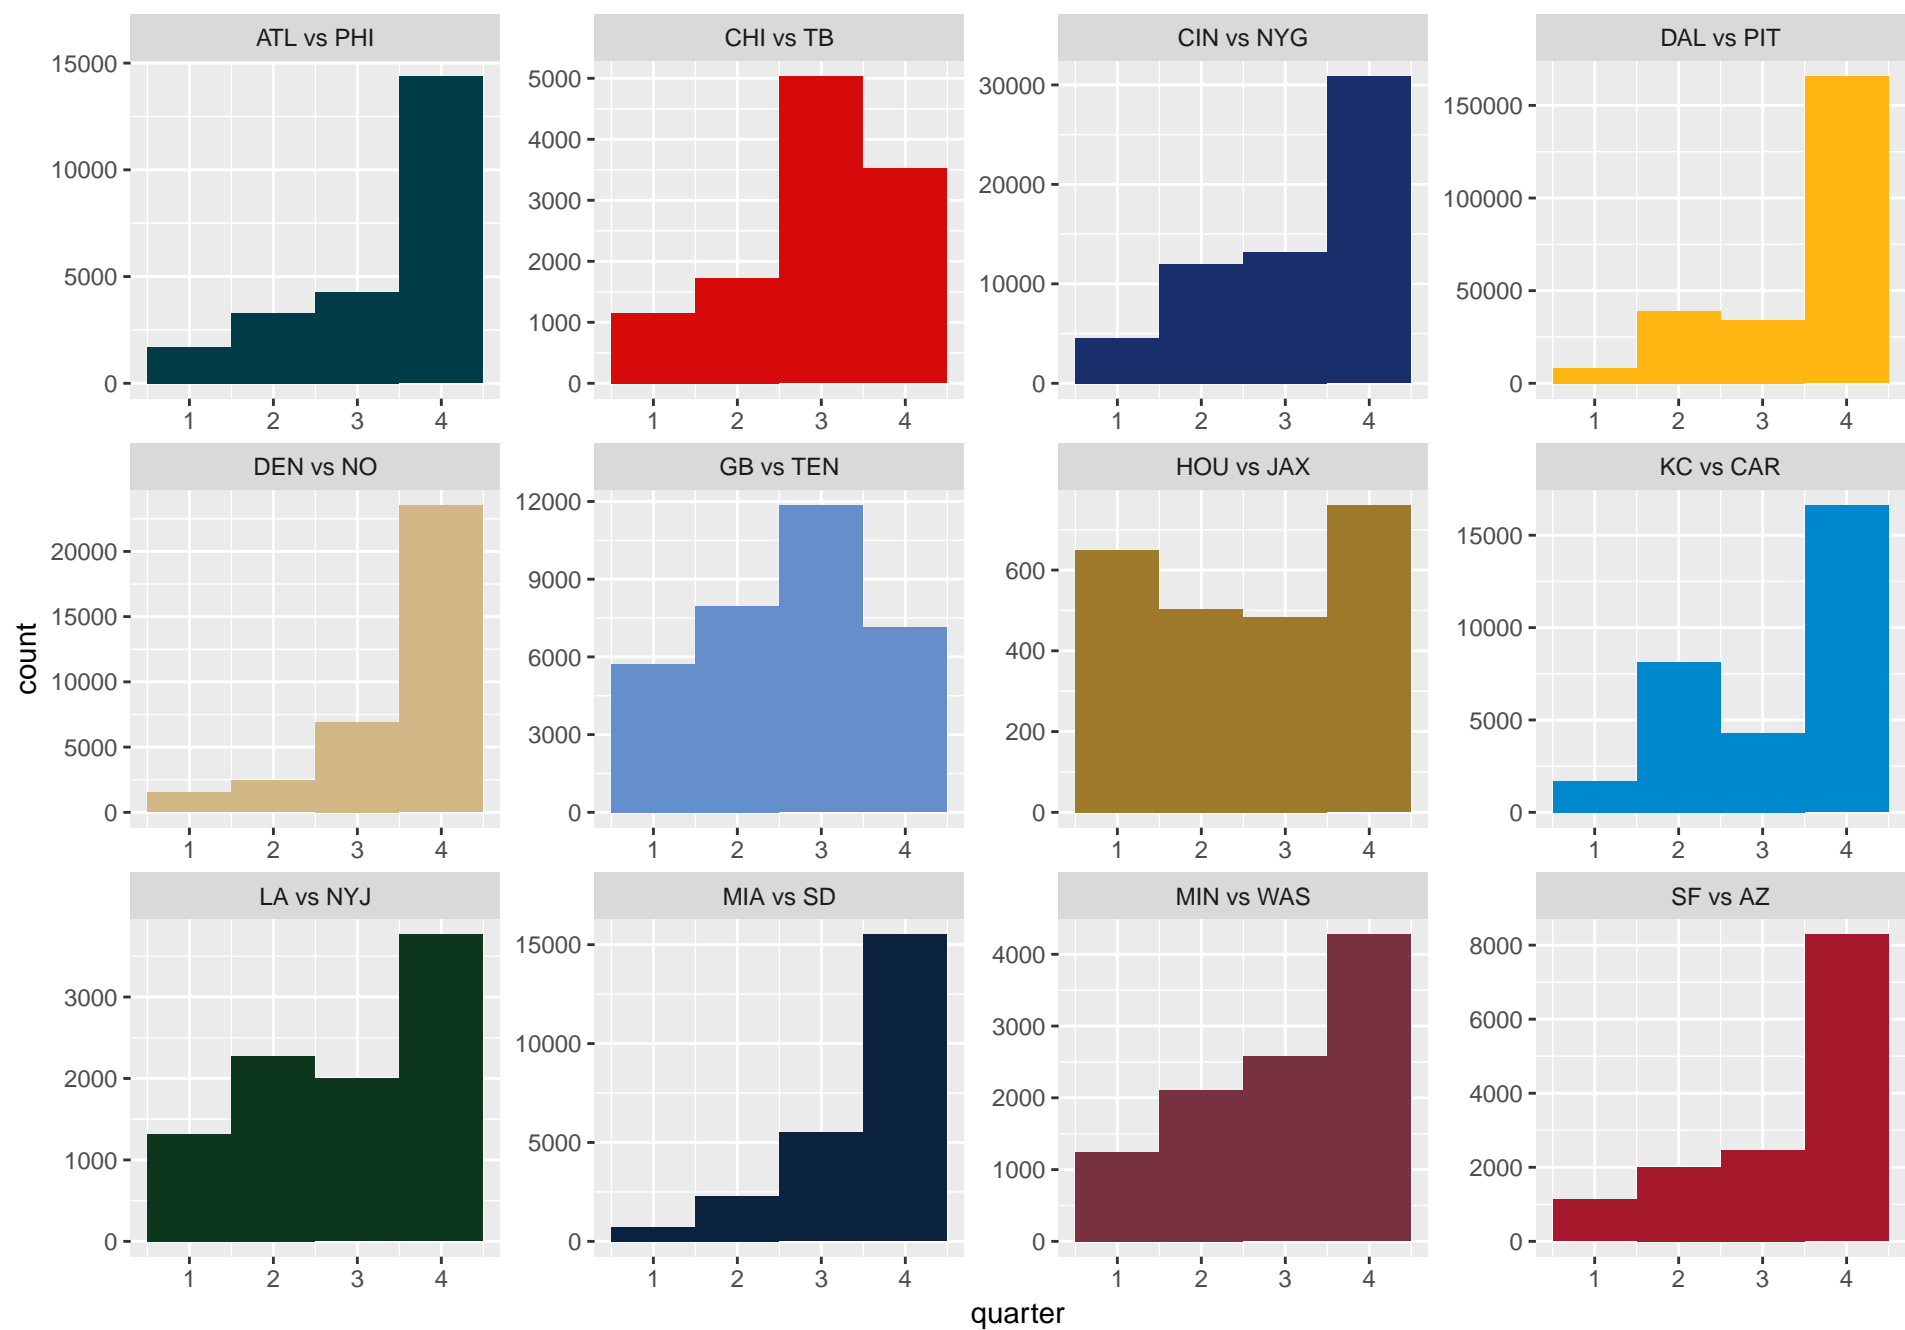 ATL vs PHI
CHI vs TB
CIN vs NYG
DAL vs PIT
15000
10000
5000
0
1 2 3 4
5000
4000
3000
2000
1000
0
1 2 3 4
30000
20000
10000
0
1 2 3 4
150000
100000
50000
0
1 2 3 4
DEN vs NO
GB vs TEN
HOU vs JAX
KC vs CAR
20000
15000
10000
5000
0
1 2 3 4
12000
9000
6000
3000
0
1 2 3 4
600
400
200
0
1 2 3 4
15000
10000
5000
0
1 2 3 4
LA vs NYJ
MIA vs SD
MIN vs WAS
SF vs AZ
3000
2000
1000
0
1 2 3 4
15000
10000
5000
0
1 2 3 4
4000
3000
2000
1000
0
1 2 3 4
8000
6000
4000
2000
0
1 2 3 4
count
quarter